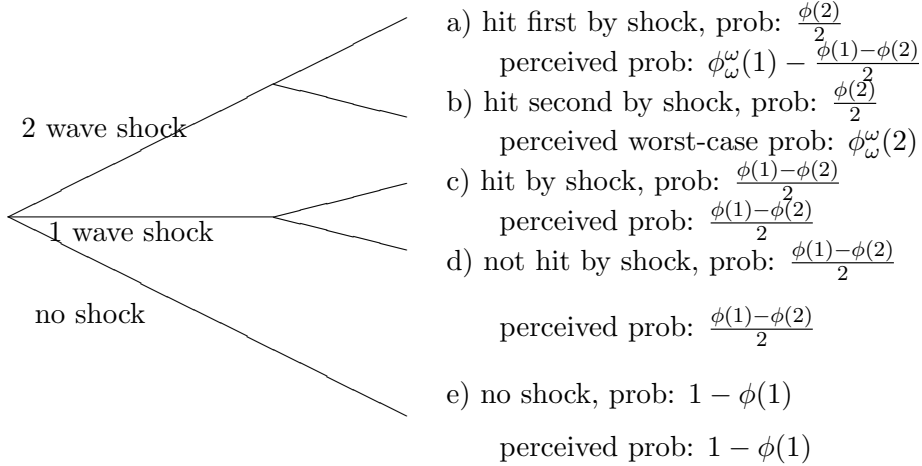 a) hit first by shock, prob: $\frac{\phi(2)}{2}$
perceived prob: $\phi_\omega^\omega(1) - \frac{\phi(1)-\phi(2)}{2}$
b) hit second by shock, prob: $\frac{\phi(2)}{2}$
2 wave shock
perceived worst-case prob: $\phi_\omega^\omega(2)$
c) hit by shock, prob: $\frac{\phi(1)-\phi(2)}{2}$
perceived prob: $\frac{\phi(1)-\phi(2)}{2}$
1 wave shock
d) not hit by shock, prob: $\frac{\phi(1)-\phi(2)}{2}$
no shock
perceived prob: $\frac{\phi(1)-\phi(2)}{2}$
e) no shock, prob: $1 - \phi(1)$
perceived prob: $1 - \phi(1)$